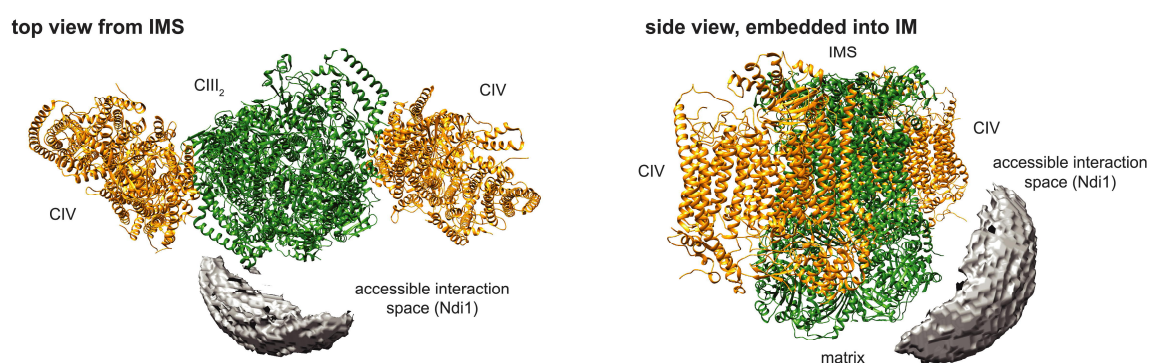 top view from IMS
CIII2
CIV
CIV
accessible interaction
space (Ndi1)
side view, embedded into IM
IMS
CIV
CIV
accessible interaction
space (Ndi1)
matrix